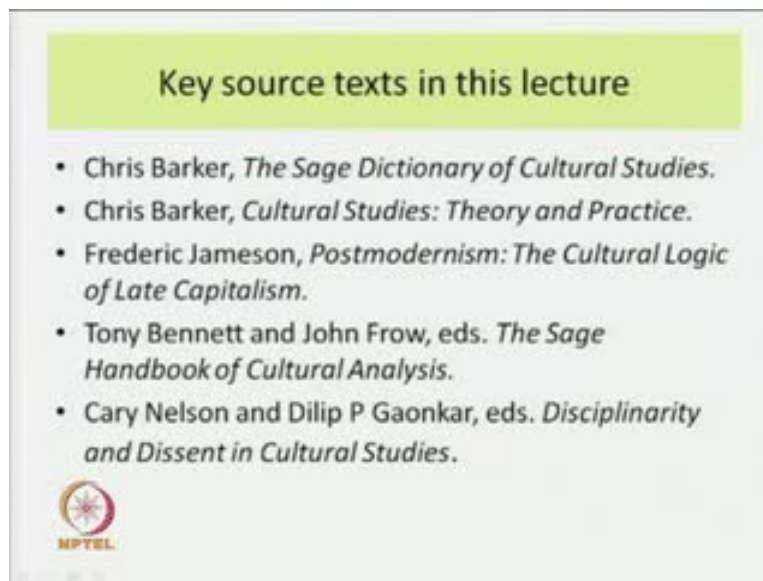 Key source texts in this lecture
• Chris Barker, The Sage Dictionary of Cultural Studies.
• Chris Barker, Cultural Studies: Theory and Practice.
• Frederic Jameson, Postmodernism: The Cultural Logic
of Late Capitalism.
• Tony Bennett and John Frow, eds. The Sage
Handbook of Cultural Analysis.
• Cary Nelson and Dilip P Gaonkar, eds. Disciplinarity
and Dissent in Cultural Studies.
NPTEL